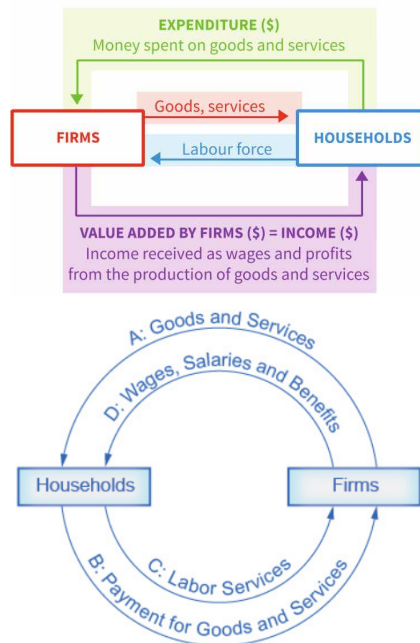 EXPENDITURE ($)
Money spent on goods and services
Goods, services
FIRMS
HOUSEHOLDS
Labour force
VALUE ADDED BY FIRMS ($) = INCOME ($)
Income received as wages and profits
from the production of goods and services
A: Goods and Services
D: Wages, Salaries and Benefits
Households
Firms
C: Labor Services
B: Payment for Goods and Services